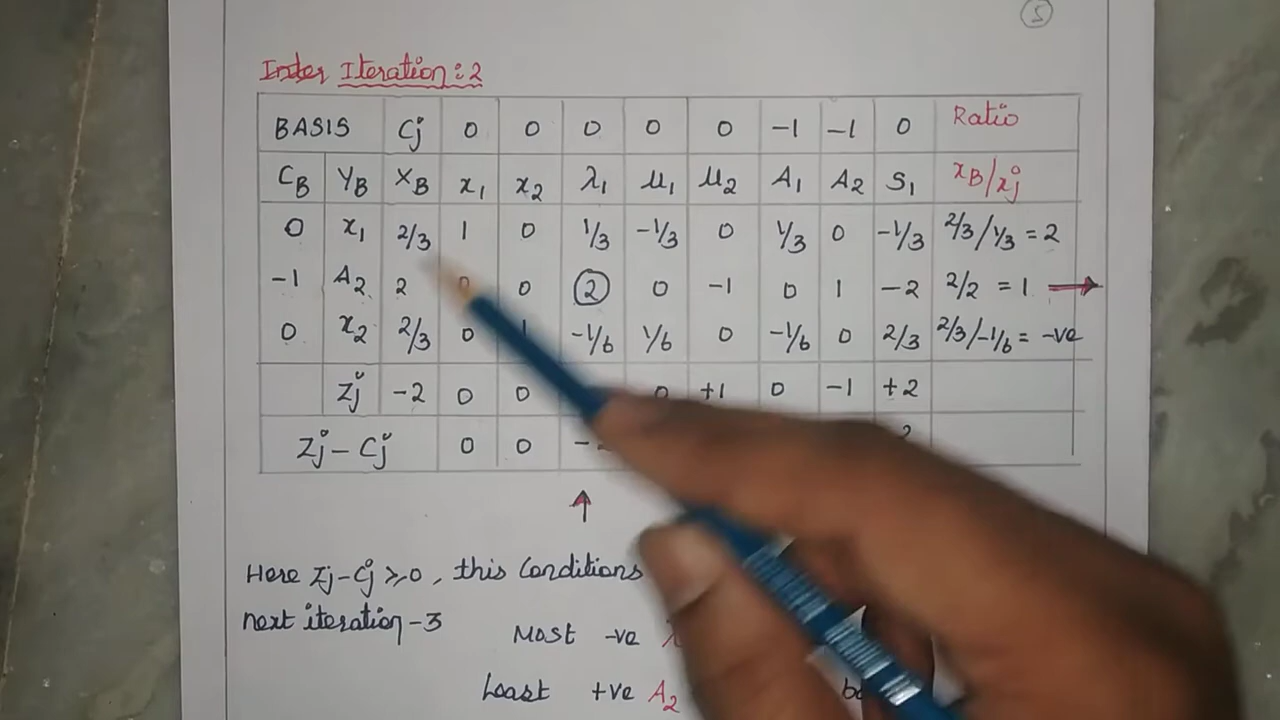 5
Inter Iteration: 2
BASIS Cj 0 0 0 0 0 -1 -1 0 Ratio
CB YB XB x1 x2 λ1 μ1 μ2 A1 A2 S1 xB/xj
0 x1 2/3 1 0 1/3 -1/3 0 1/3 0 -1/3 2/3/1/3 = 2
-1 A2 2 0 0 2 0 -1 0 1 -2 2/2 = 1
0 x2 2/3 0 1 -1/6 1/6 0 -1/6 0 2/3 2/3/-1/6 = -ve
Zj -2 0 0 0 +1 0 -1 +2
Zj - Cj 0 0
Here Zj - Cj ≥ 0, this Conditions
next iteration - 3
Most -ve
Least +ve A2